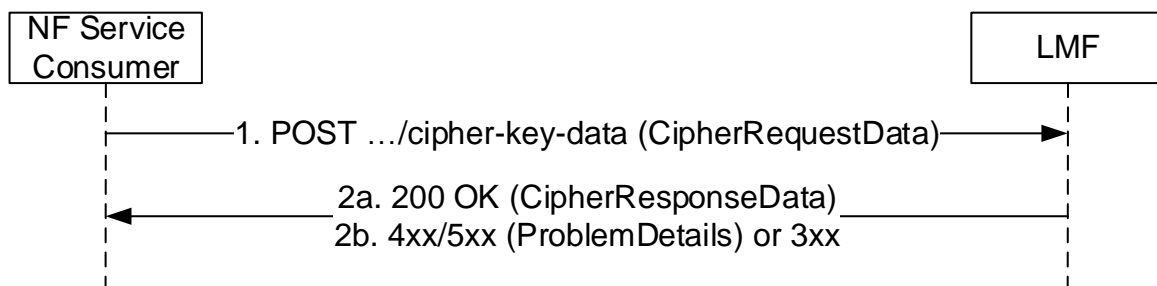 NF Service
Consumer
LMF
1. POST …/cipher-key-data (CipherRequestData)
2a. 200 OK (CipherResponseData)
2b. 4xx/5xx (ProblemDetails) or 3xx